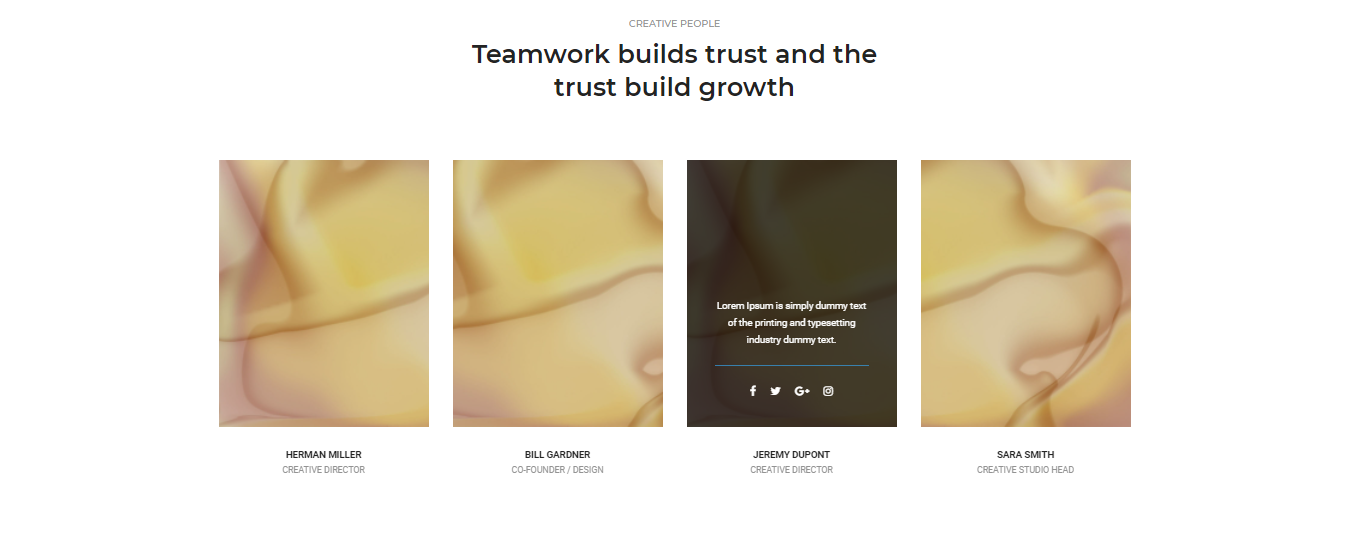 CREATIVE PEOPLE
Teamwork builds trust and the
trust build growth
Lorem Ipsum is simply dummy text
of the printing and typesetting
industry dummy text.
HERMAN MILLER
CREATIVE DIRECTOR
BILL GARDNER
CO-FOUNDER / DESIGN
JEREMY DUPONT
CREATIVE DIRECTOR
SARA SMITH
CREATIVE STUDIO HEAD